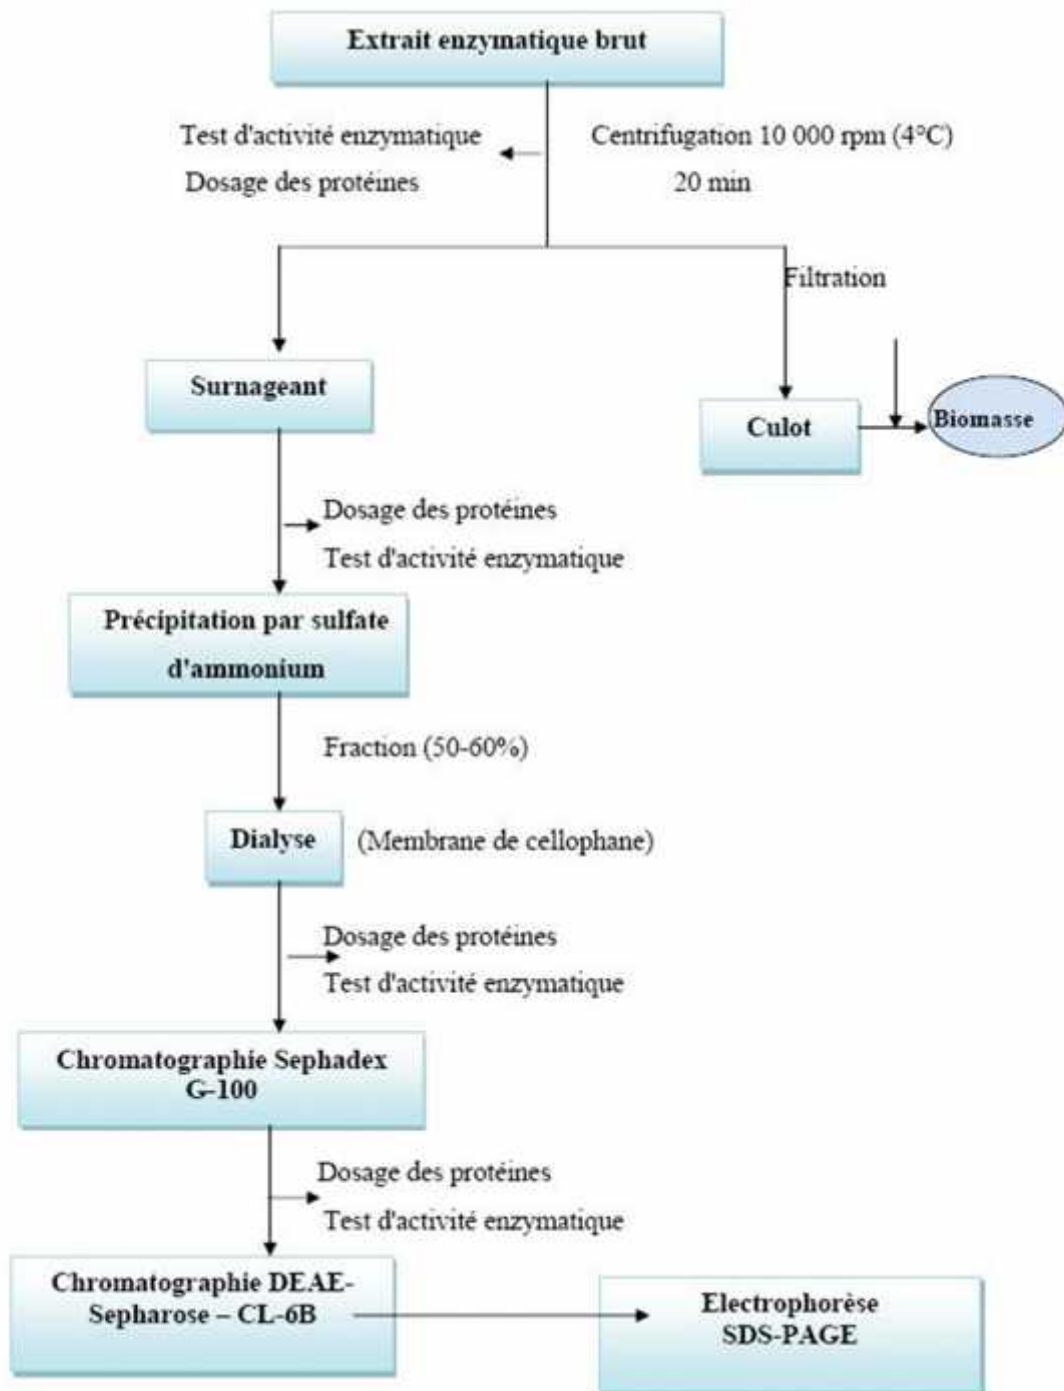 Extrait enzymatique brut
Test d'activité enzymatique
Dosage des protéines
Centrifugation 10 000 rpm (4°C)
20 min
Filtration
Surnageant
Culot
Biomasse
Dosage des protéines
Test d'activité enzymatique
Précipitation par sulfate
d'ammonium
Fraction (50-60%)
Dialyse
(Membrane de cellophane)
Dosage des protéines
Test d'activité enzymatique
Chromatographie Sephadex
G-100
Dosage des protéines
Test d'activité enzymatique
Chromatographie DEAE-
Sepharose – CL-6B
Electrophorèse
SDS-PAGE